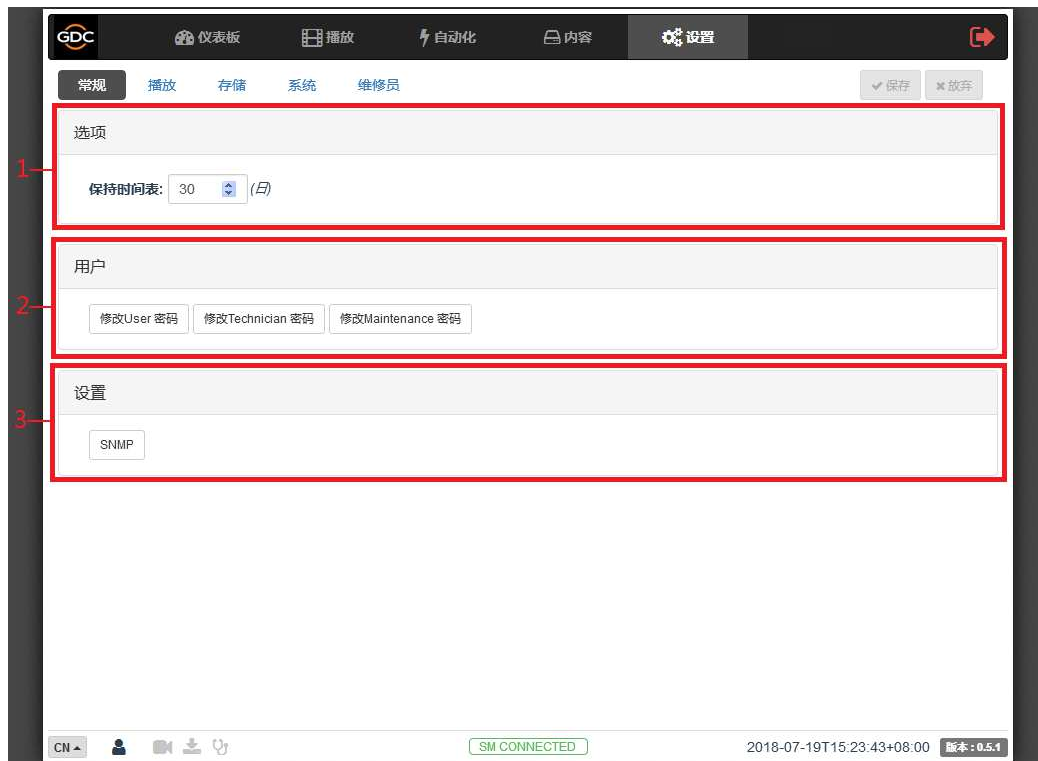 GDC 仪表板 播放 自动化 内容 设置
常规 播放 存储 系统 维修员 保存 放弃
选项
1
保持时间表: 30 (日)
用户
2
修改User 密码 修改Technician 密码 修改Maintenance 密码
设置
3
SNMP
CN SM CONNECTED 2018-07-19T15:23:43+08:00 版本 : 0.5.1